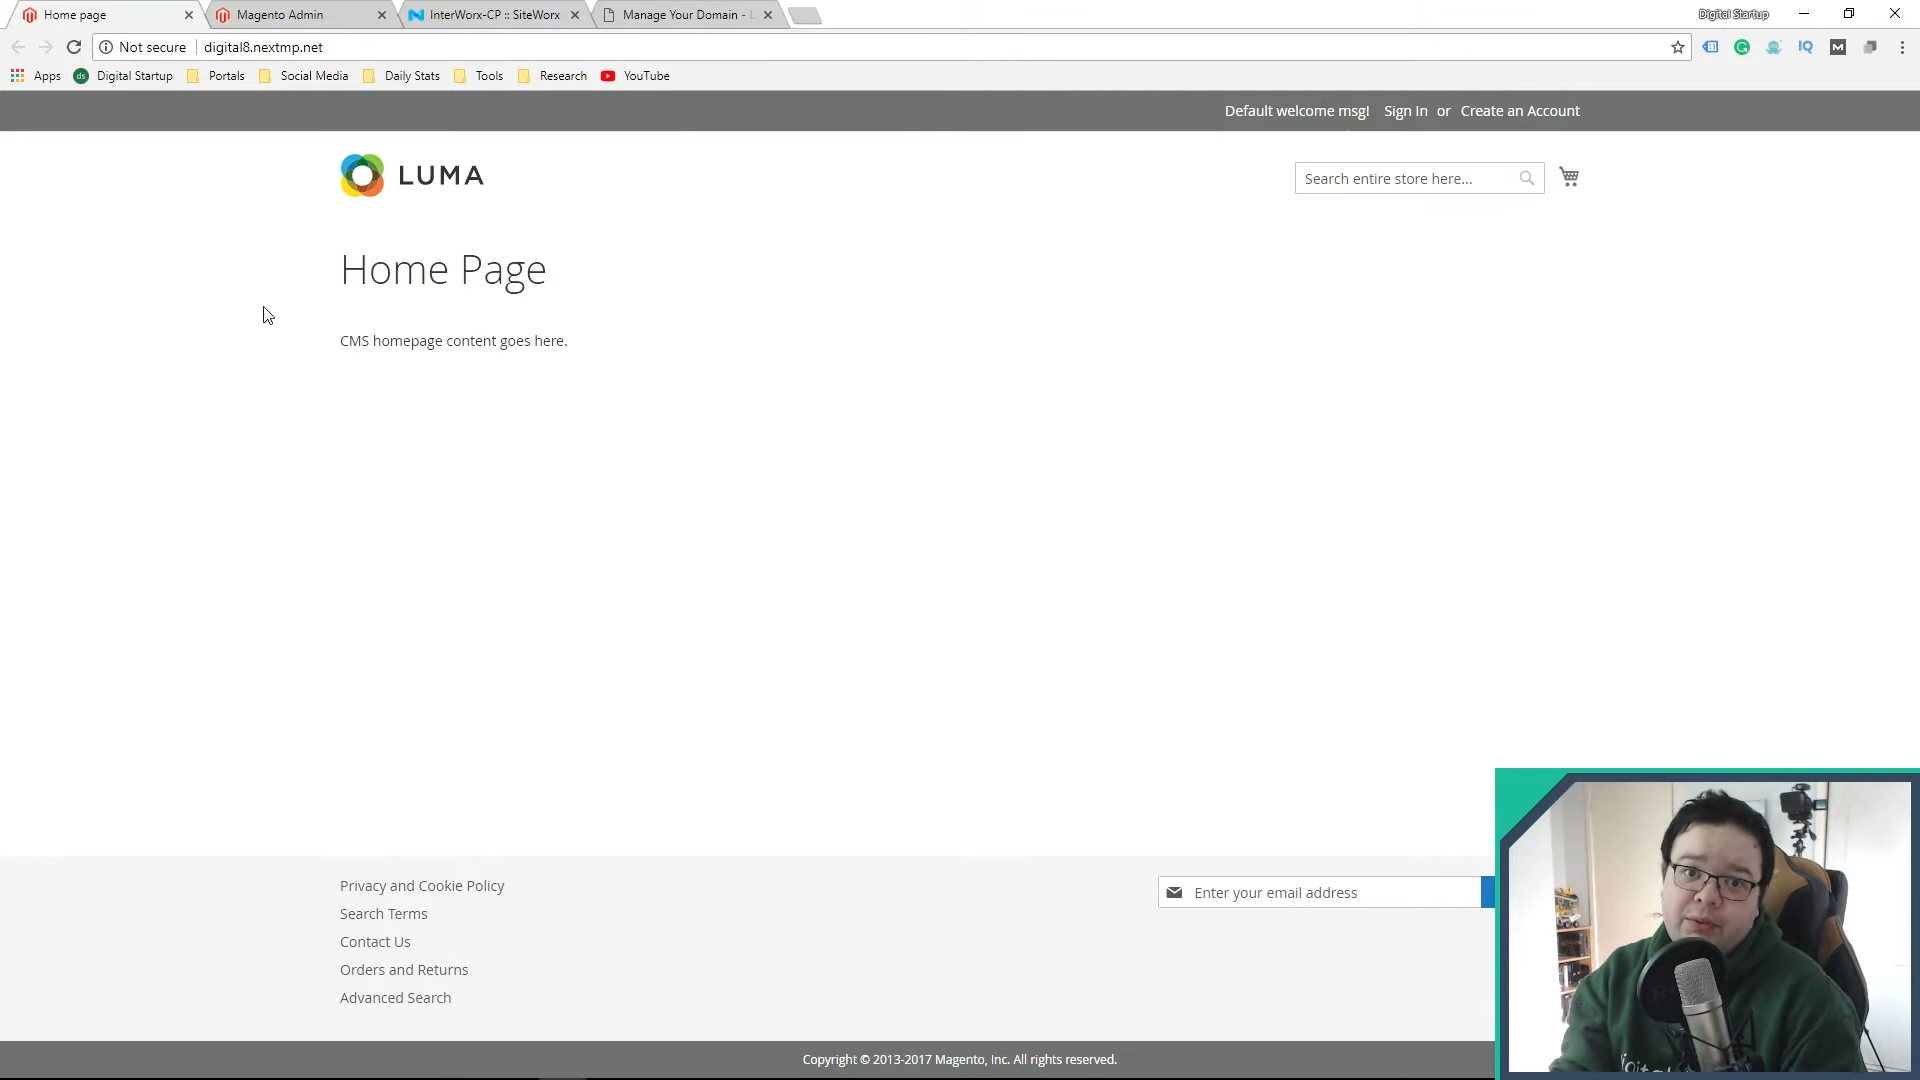 Home page
Magento Admin
InterWorx-CP :: SiteWorx
Manage Your Domain -
Digital Startup
Not secure
digital8.nextmp.net
Apps
ds
Digital Startup
Portals
Social Media
Daily Stats
Tools
Research
YouTube
Default welcome msg!
Sign In or Create an Account
LUMA
Search entire store here...
Home Page
CMS homepage content goes here.
Privacy and Cookie Policy
Search Terms
Contact Us
Orders and Returns
Advanced Search
Enter your email address
Copyright © 2013-2017 Magento, Inc. All rights reserved.